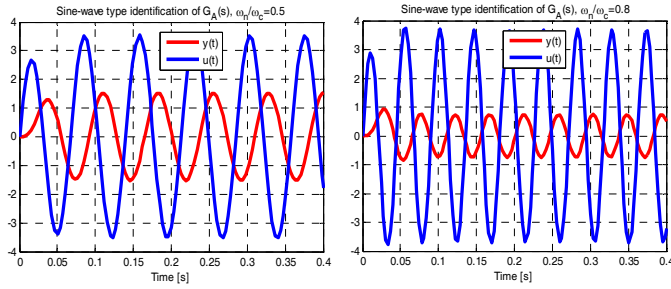 Sine-wave type identification of G_A(s), ω_n/ω_c=0.5
4
3
2
1
0
-1
-2
-3
-4
y(t)
u(t)
0 0.05 0.1 0.15 0.2 0.25 0.3 0.35 0.4
Time [s]
Sine-wave type identification of G_A(s), ω_n/ω_c=0.8
4
3
2
1
0
-1
-2
-3
-4
y(t)
u(t)
0 0.05 0.1 0.15 0.2 0.25 0.3 0.35 0.4
Time [s]